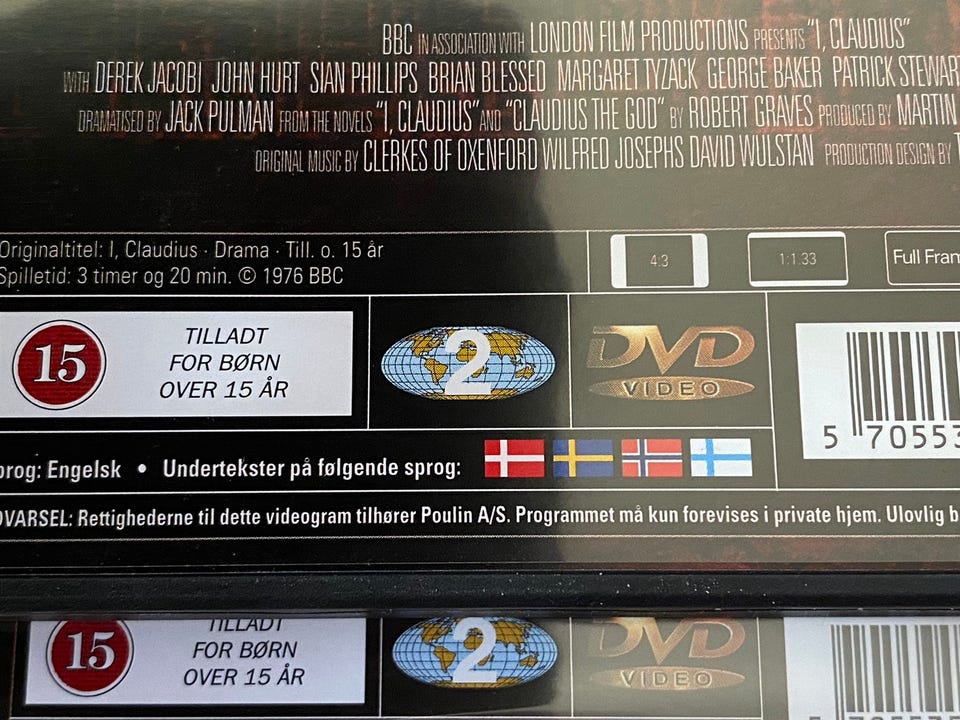 BBC IN ASSOCIATION WITH LONDON FILM PRODUCTIONS PRESENTS "I, CLAUDIUS"
WITH DEREK JACOBI JOHN HURT SIAN PHILLIPS BRIAN BLESSED MARGARET TYZACK GEORGE BAKER PATRICK STEWAR
DRAMATISED BY JACK PULMAN FROM THE NOVELS "I, CLAUDIUS" AND "CLAUDIUS THE GOD" BY ROBERT GRAVES PRODUCED BY MARTIN
ORIGINAL MUSIC BY CLERKES OF OXENFORD WILFRED JOSEPHS DAVID WULSTAN PRODUCTION DESIGN BY
Originaltitel: I, Claudius · Drama · Till. o. 15 år
Spilletid: 3 timer og 20 min. © 1976 BBC
4:3
1:1.33
Full Fram
15
TILLADT
FOR BØRN
OVER 15 ÅR
2
DVD
VIDEO
5 70553
prog: Engelsk • Undertekster på følgende sprog:
OVARSEL: Rettighederne til dette videogram tilhører Poulin A/S. Programmet må kun forevises i private hjem. Ulovlig b
15
TILLADT
FOR BØRN
OVER 15 ÅR
2
DVD
VIDEO